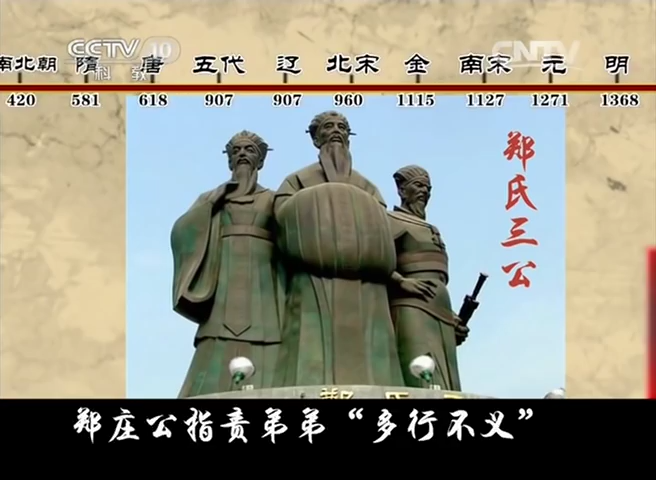 CCTV 10
科教
CNTV
南北朝 隋 唐 五代 辽 北宋 金 南宋 元 明
420 581 618 907 907 960 1115 1127 1271 1368
郑氏三公
郑庄公指责弟弟“多行不义”